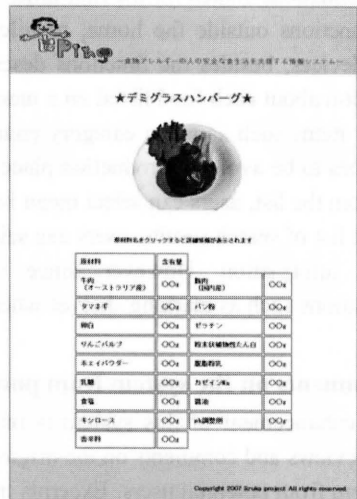 Ping
—食物アレルギーの人の安全な食生活を支援する情報システム—
★デミグラスハンバーグ★
原材料名をクリックすると詳細情報が表示されます
原材料 含有量
牛肉（オーストラリア産） ○○g 豚肉（国内産） ○○g
タマネギ ○○g パン粉 ○○g
卵白 ○○g ゼラチン ○○g
りんごパルプ ○○g 粉末状植物性たん白 ○○g
ホエイパウダー ○○g 脱脂粉乳 ○○g
乳糖 ○○g カゼインNa ○○g
食塩 ○○g 醤油 ○○g
キシロース ○○g ph調整剤 ○○g
香辛料 ○○g
Copyright 2007 Iruka project All rights reserved